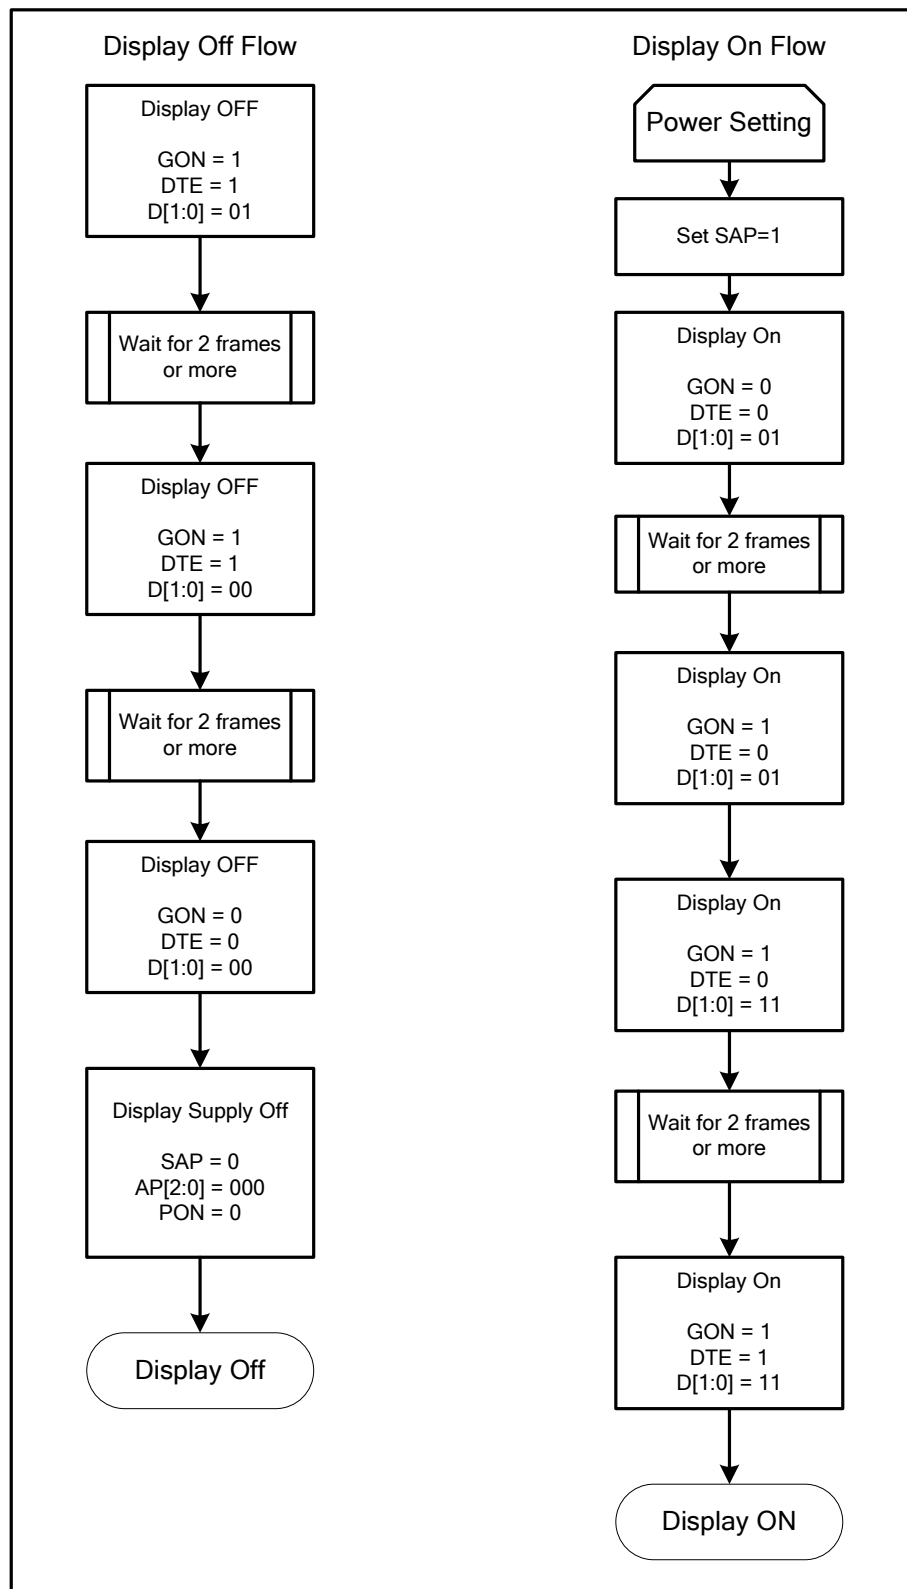 Display Off Flow
Display OFF
GON = 1
DTE = 1
D[1:0] = 01
Wait for 2 frames
or more
Display OFF
GON = 1
DTE = 1
D[1:0] = 00
Wait for 2 frames
or more
Display OFF
GON = 0
DTE = 0
D[1:0] = 00
Display Supply Off
SAP = 0
AP[2:0] = 000
PON = 0
Display Off
Display On Flow
Power Setting
Set SAP=1
Display On
GON = 0
DTE = 0
D[1:0] = 01
Wait for 2 frames
or more
Display On
GON = 1
DTE = 0
D[1:0] = 01
Display On
GON = 1
DTE = 0
D[1:0] = 11
Wait for 2 frames
or more
Display On
GON = 1
DTE = 1
D[1:0] = 11
Display ON